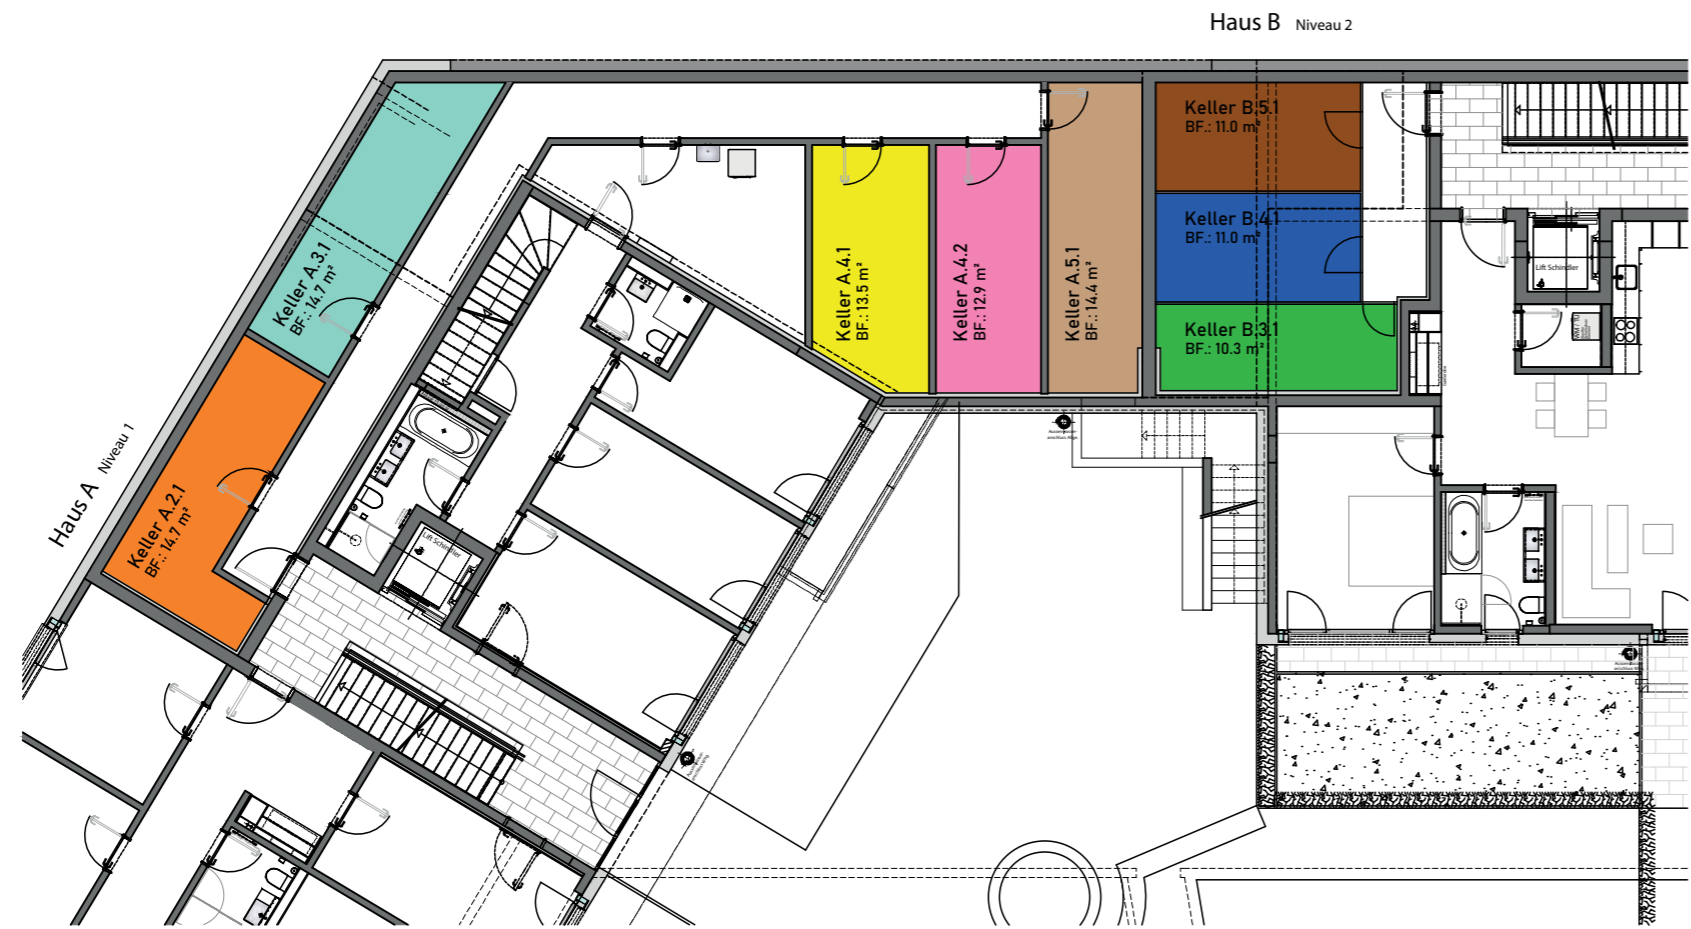 Haus B Niveau 2
Keller B.5.1
BF.: 11.0 m²
Keller B.4.1
BF.: 11.0 m²
Keller B.3.1
BF.: 10.3 m²
Keller A.3.1
BF.: 14.7 m²
Keller A.4.1
BF.: 13.5 m²
Keller A.4.2
BF.: 12.9 m²
Keller A.5.1
BF.: 14.4 m²
Keller A.2.1
BF.: 14.7 m²
Haus A Niveau 1
Lift Schindler
Lift Schindler
WM / TU